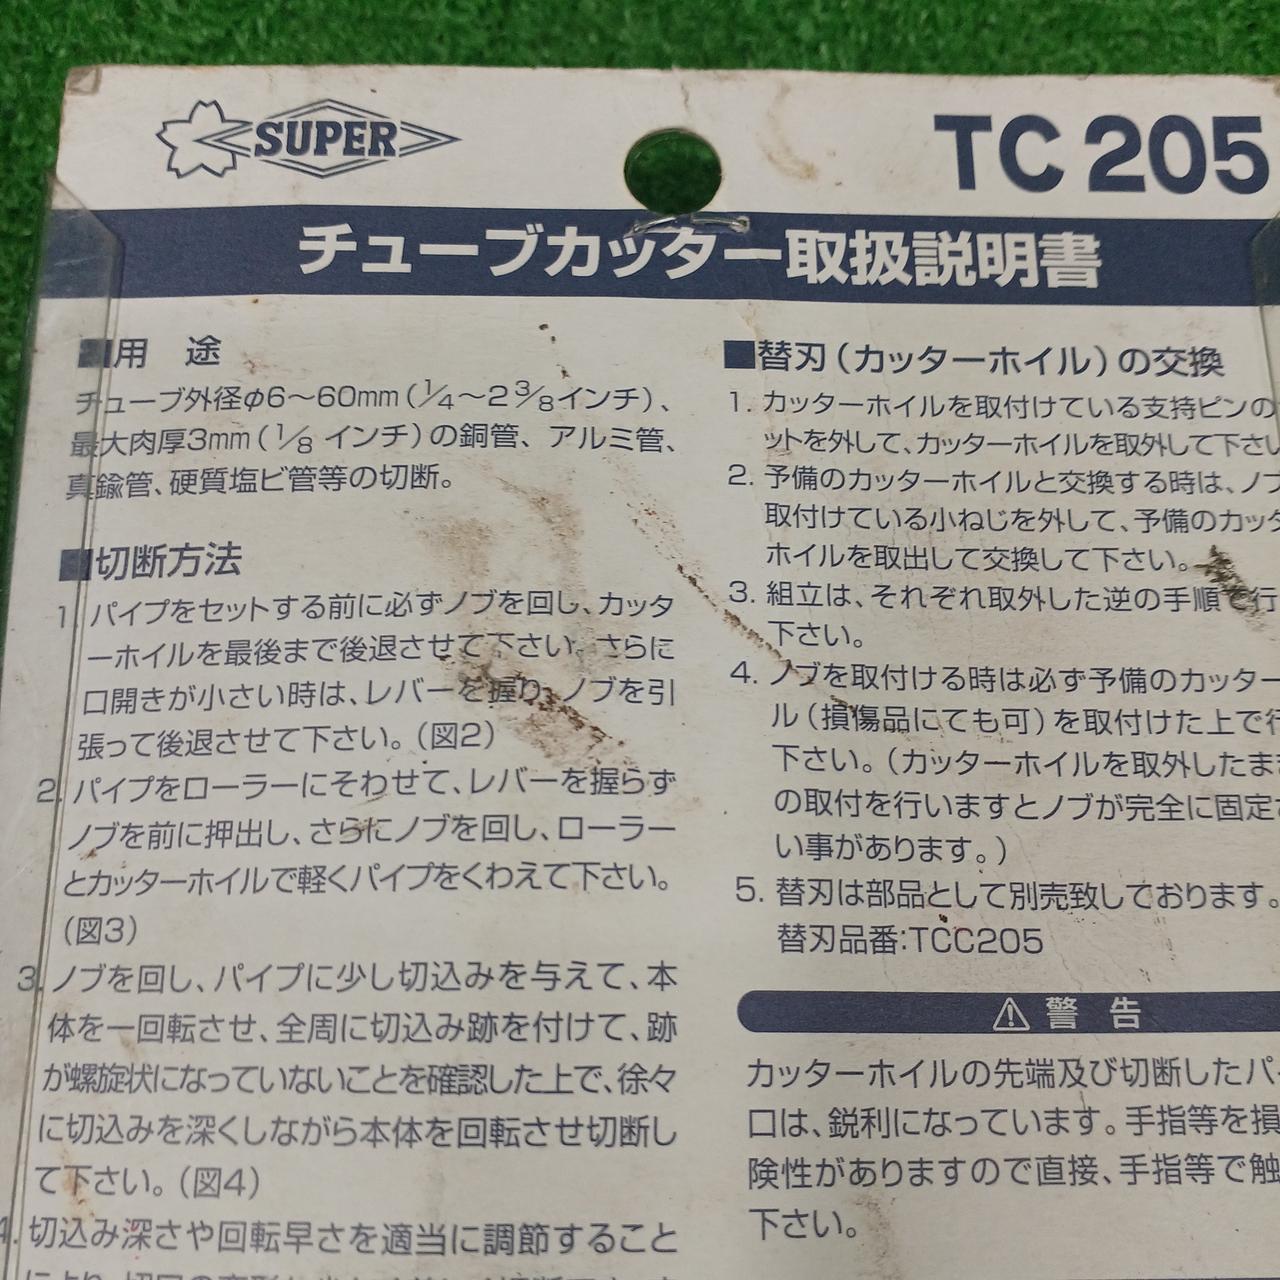 SUPER
TC 205
チューブカッター取扱説明書
■用 途
チューブ外径φ6〜60mm(1/4〜2 3/8インチ)、
最大肉厚3mm(1/8 インチ)の銅管、アルミ管、
真鍮管、硬質塩ビ管等の切断。
■切断方法
1. パイプをセットする前に必ずノブを回し、カッタ
ーホイルを最後まで後退させて下さい。さらに
口開きが小さい時は、レバーを握り、ノブを引
張って後退させて下さい。(図2)
2. パイプをローラーにそわせて、レバーを握らず
ノブを前に押出し、さらにノブを回し、ローラー
とカッターホイルで軽くパイプをくわえて下さい。
(図3)
3. ノブを回し、パイプに少し切込みを与えて、本
体を一回転させ、全周に切込み跡を付けて、跡
が螺旋状になっていないことを確認した上で、徐々
に切込みを深くしながら本体を回転させ切断し
て下さい。(図4)
4. 切込み深さや回転早さを適当に調節すること
■替刃(カッターホイル)の交換
1. カッターホイルを取付けている支持ピンの
ットを外して、カッターホイルを取外して下さい
2. 予備のカッターホイルと交換する時は、ノブ
取付けている小ねじを外して、予備のカッタ
ホイルを取出して交換して下さい。
3. 組立は、それぞれ取外した逆の手順で行
下さい。
4. ノブを取付ける時は必ず予備のカッター
ル(損傷品にても可)を取付けた上で行
下さい。(カッターホイルを取外したまま
の取付を行いますとノブが完全に固定さ
い事があります。)
5. 替刃は部品として別売致しております。
替刃品番:TCC205
⚠ 警 告
カッターホイルの先端及び切断したパイ
口は、鋭利になっています。手指等を損
険性がありますので直接、手指等で触
下さい。